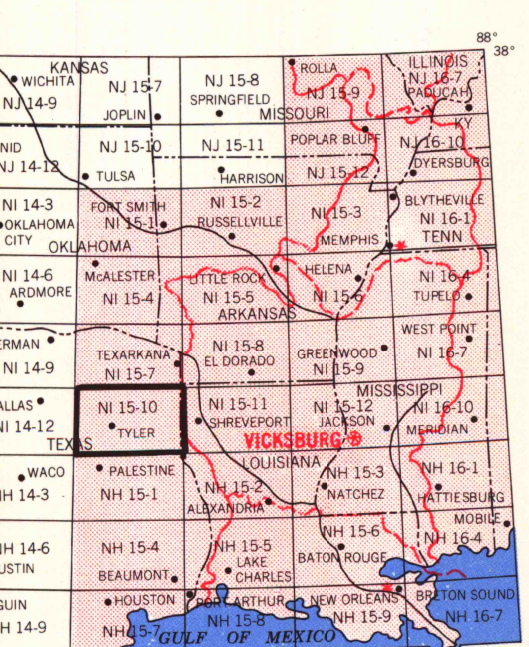 88°
38°
KANSAS
WICHITA
NJ 14-9
NJ 15-7
JOPLIN
NJ 15-8
SPRINGFIELD
MISSOURI
ROLLA
NJ 15-9
ILLINOIS
NJ 16-7
PADUCAH
KY
NID
NJ 14-12
NJ 15-10
TULSA
NJ 15-11
HARRISON
POPLAR BLUFF
NJ 15-12
NJ 16-10
DYERSBURG
NI 14-3
OKLAHOMA
CITY
FORT SMITH
NI 15-1
OKLAHOMA
NI 15-2
RUSSELLVILLE
NI 15-3
MEMPHIS
BLYTHEVILLE
NI 16-1
TENN
NI 14-6
ARDMORE
McALESTER
NI 15-4
LITTLE ROCK
NI 15-5
ARKANSAS
HELENA
NI 15-6
NI 16-4
TUPELO
ERMAN
NI 14-9
TEXARKANA
NI 15-7
NI 15-8
EL DORADO
GREENWOOD
NI 15-9
WEST POINT
NI 16-7
MISSISSIPPI
ALLAS
NI 14-12
TEXAS
NI 15-10
TYLER
NI 15-11
SHREVEPORT
NI 15-12
JACKSON
VICKSBURG
NI 16-10
MERIDIAN
LOUISIANA
WACO
NH 14-3
PALESTINE
NH 15-1
NH 15-2
ALEXANDRIA
NH 15-3
NATCHEZ
NH 16-1
HATTIESBURG
MOBILE
NH 14-6
USTIN
NH 15-4
BEAUMONT
NH 15-5
LAKE
CHARLES
NH 15-6
BATON ROUGE
NH 16-4
GUIN
H 14-9
HOUSTON
NH 15-7
PORT ARTHUR
NH 15-8
NEW ORLEANS
NH 15-9
BRETON SOUND
NH 16-7
GULF OF MEXICO